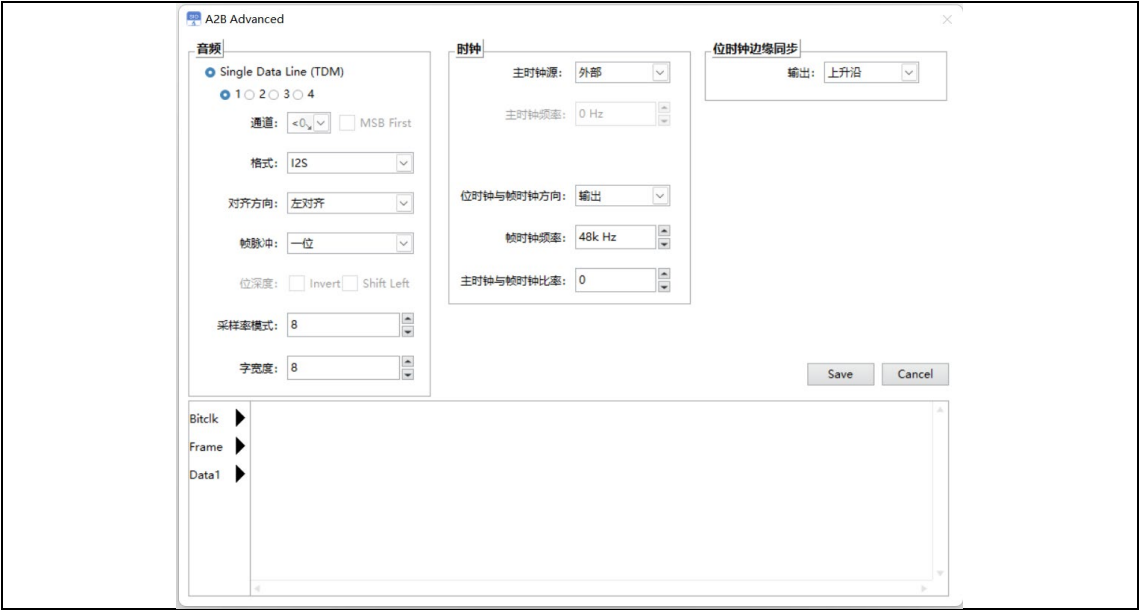 A2B Advanced
音频
Single Data Line (TDM)
1 2 3 4
通道: <0 MSB First
格式: I2S
对齐方向: 左对齐
帧脉冲: 一位
位深度: Invert Shift Left
采样率模式: 8
字宽度: 8
时钟
主时钟源: 外部
主时钟频率: 0 Hz
位时钟与帧时钟方向: 输出
帧时钟频率: 48k Hz
主时钟与帧时钟比率: 0
位时钟边缘同步
输出: 上升沿
Save Cancel
Bitclk
Frame
Data1